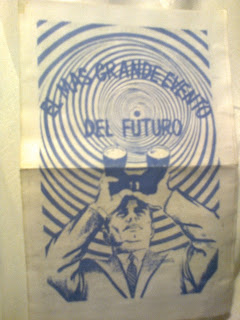 EL MAS GRANDE EVENTO
DEL FUTURO